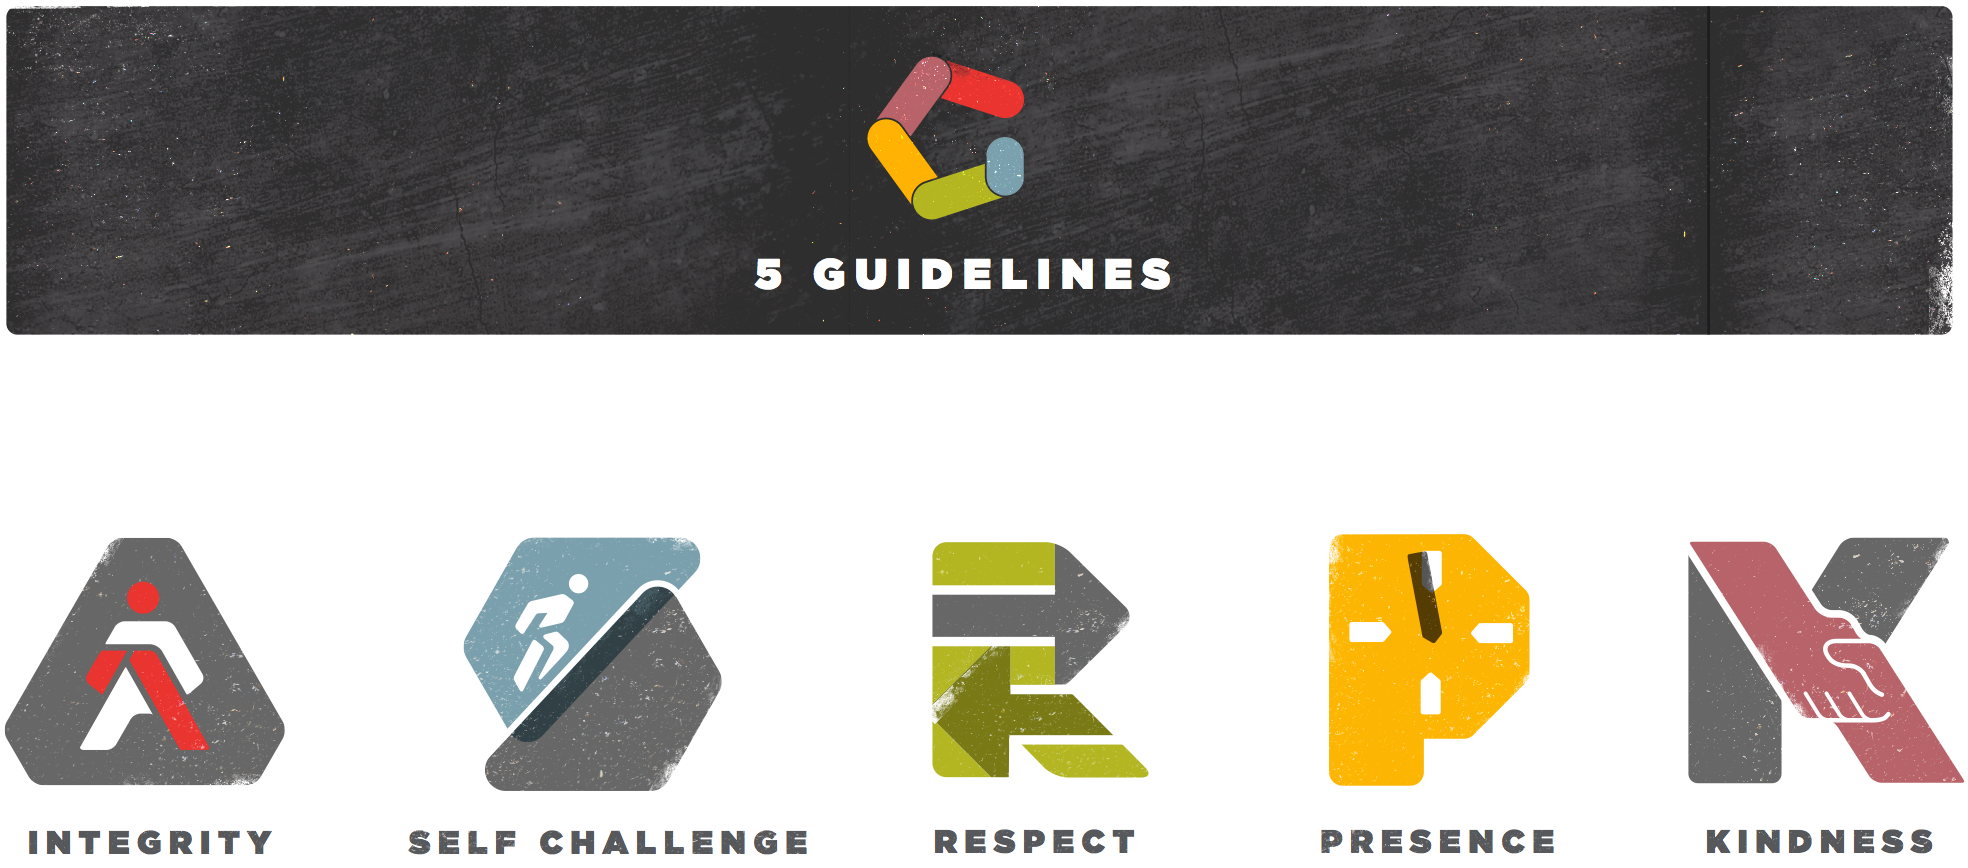 5 GUIDELINES
INTEGRITY
SELF CHALLENGE
RESPECT
PRESENCE
KINDNESS